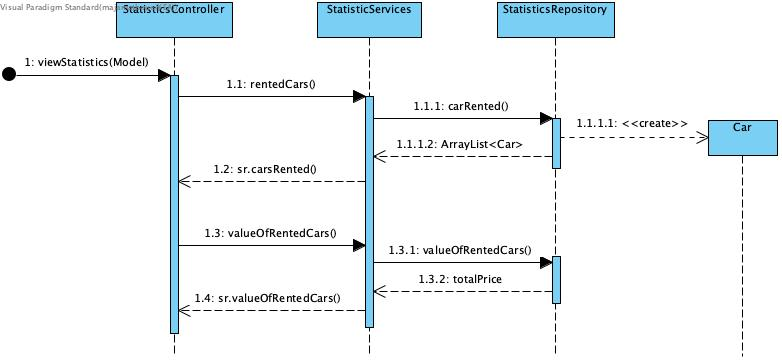 Visual Paradigm Standard(maj
StatisticsController
StatisticServices
StatisticsRepository
1: viewStatistics(Model)
1.1: rentedCars()
1.1.1: carRented()
1.1.1.1: <<create>>
Car
1.1.1.2: ArrayList<Car>
1.2: sr.carsRented()
1.3: valueOfRentedCars()
1.3.1: valueOfRentedCars()
1.3.2: totalPrice
1.4: sr.valueOfRentedCars()